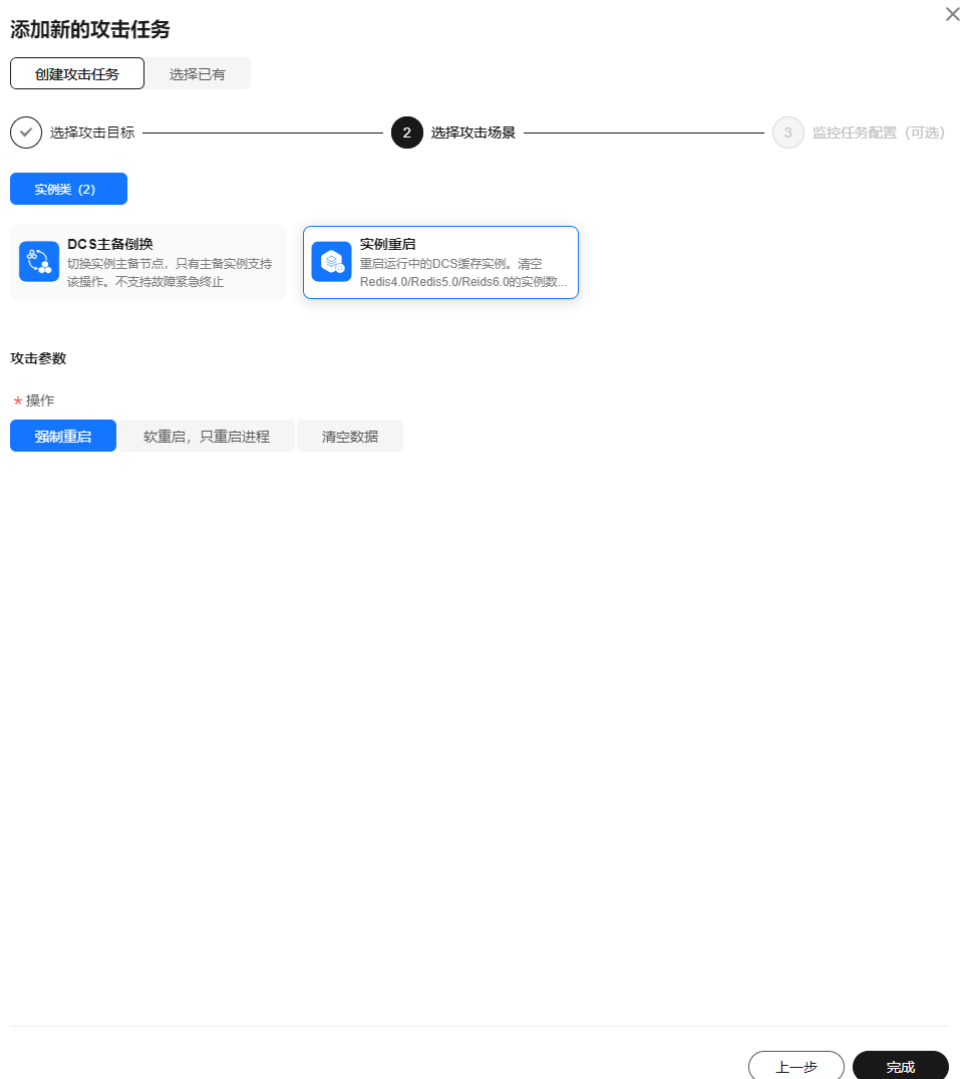 添加新的攻击任务
创建攻击任务 选择已有
选择攻击目标 2 选择攻击场景 3 监控任务配置（可选）
实例类（2）
DCS主备倒换
切换实例主备节点，只有主备实例支持
该操作。不支持故障紧急终止
实例重启
重启运行中的DCS缓存实例。清空
Redis4.0/Redis5.0/Reids6.0的实例数...
攻击参数
* 操作
强制重启 软重启，只重启进程 清空数据
上一步 完成